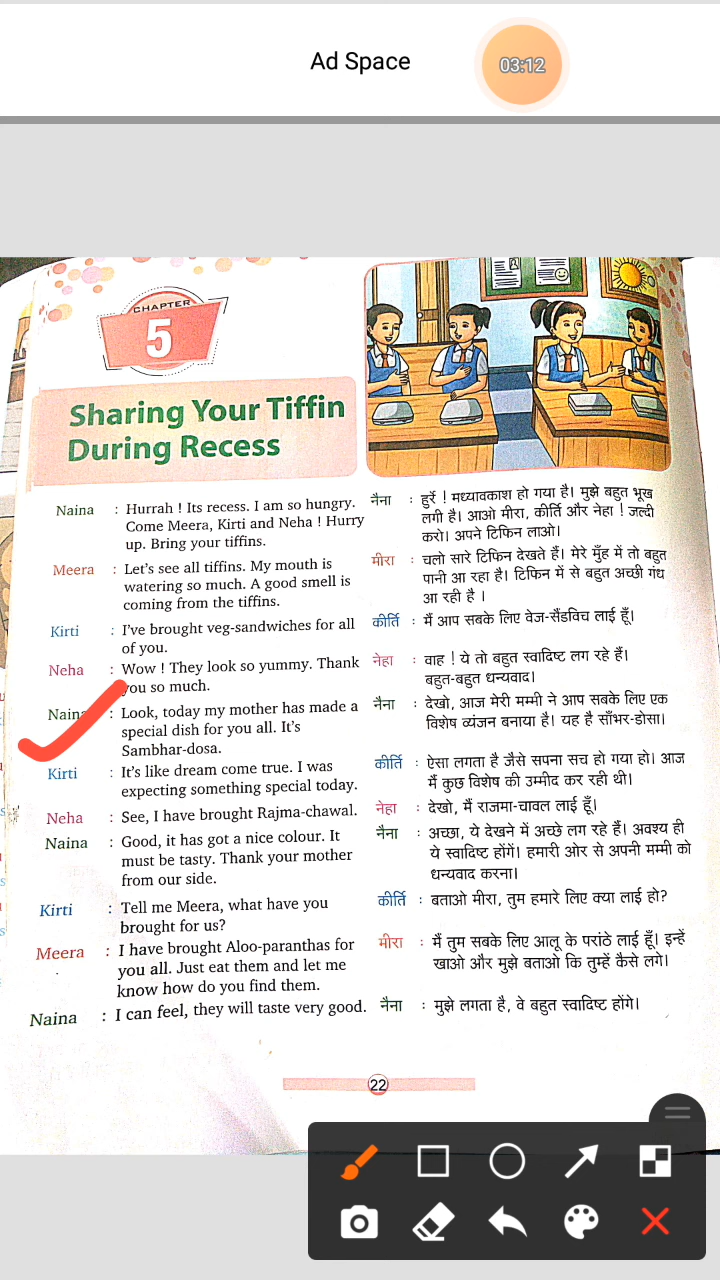 Ad Space
03:12
CHAPTER
5
Sharing Your Tiffin
During Recess
Naina : Hurrah ! Its recess. I am so hungry.
Come Meera, Kirti and Neha ! Hurry
up. Bring your tiffins.
Meera : Let's see all tiffins. My mouth is
watering so much. A good smell is
coming from the tiffins.
Kirti : I've brought veg-sandwiches for all
of you.
Neha : Wow ! They look so yummy. Thank
you so much.
Naina : Look, today my mother has made a
special dish for you all. It's
Sambhar-dosa.
Kirti : It's like dream come true. I was
expecting something special today.
Neha : See, I have brought Rajma-chawal.
Naina : Good, it has got a nice colour. It
must be tasty. Thank your mother
from our side.
Kirti : Tell me Meera, what have you
brought for us?
Meera : I have brought Aloo-paranthas for
you all. Just eat them and let me
know how do you find them.
Naina : I can feel, they will taste very good.
नैना : हुर्रे ! मध्यावकाश हो गया है। मुझे बहुत भूख
लगी है। आओ मीरा, कीर्ति और नेहा ! जल्दी
करो। अपने टिफिन लाओ।
मीरा : चलो सारे टिफिन देखते हैं। मेरे मुँह में तो बहुत
पानी आ रहा है। टिफिन में से बहुत अच्छी गंध
आ रही है ।
कीर्ति : मैं आप सबके लिए वेज-सैंडविच लाई हूँ।
नेहा : वाह ! ये तो बहुत स्वादिष्ट लग रहे हैं।
बहुत-बहुत धन्यवाद।
नैना : देखो, आज मेरी मम्मी ने आप सबके लिए एक
विशेष व्यंजन बनाया है। यह है साँभर-डोसा।
कीर्ति : ऐसा लगता है जैसे सपना सच हो गया हो। आज
मैं कुछ विशेष की उम्मीद कर रही थी।
नेहा : देखो, मैं राजमा-चावल लाई हूँ।
नैना : अच्छा, ये देखने में अच्छे लग रहे हैं। अवश्य ही
ये स्वादिष्ट होंगें। हमारी ओर से अपनी मम्मी को
धन्यवाद करना।
कीर्ति : बताओ मीरा, तुम हमारे लिए क्या लाई हो?
मीरा : मैं तुम सबके लिए आलू के परांठे लाई हूँ। इन्हें
खाओ और मुझे बताओ कि तुम्हें कैसे लगे।
नैना : मुझे लगता है, वे बहुत स्वादिष्ट होंगे।
22